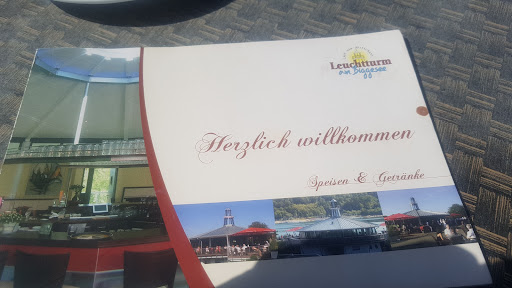 Leuchtturm
am Biggesee
Herzlich willkommen
Speisen & Getränke